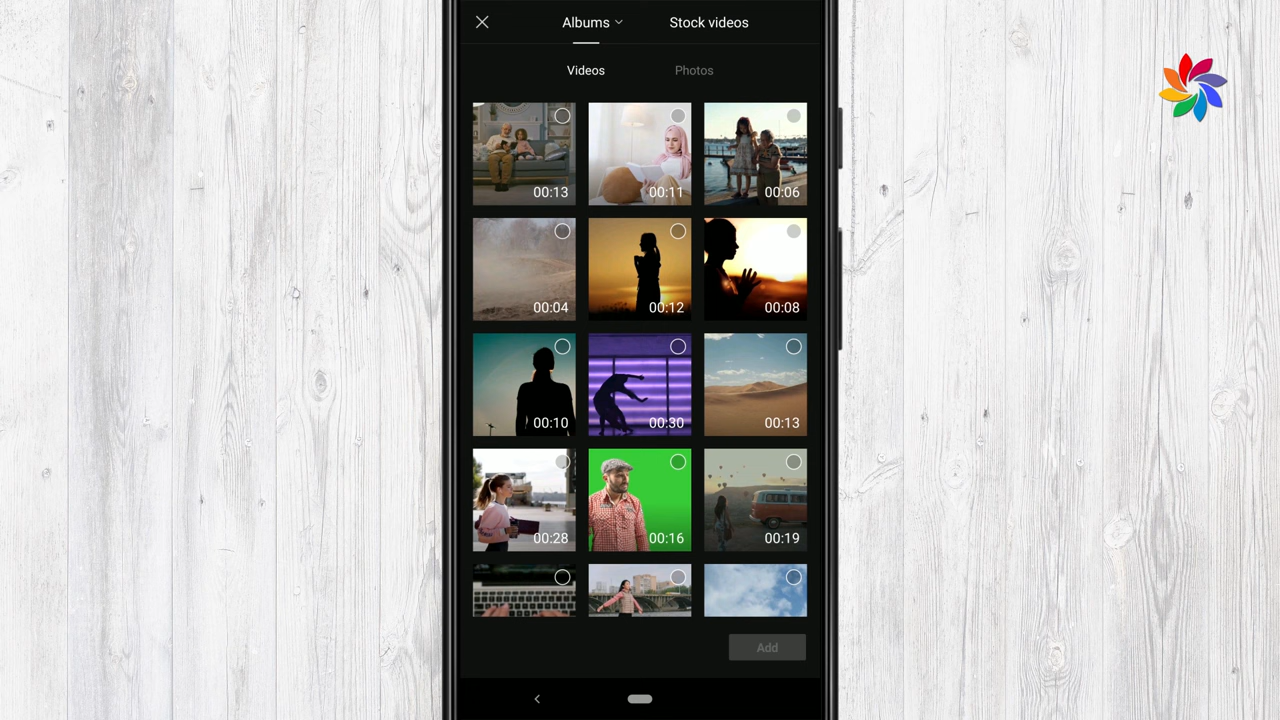 Albums Stock videos
Videos Photos
00:13 00:11 00:06
00:04 00:12 00:08
00:10 00:30 00:13
00:28 00:16 00:19
Add